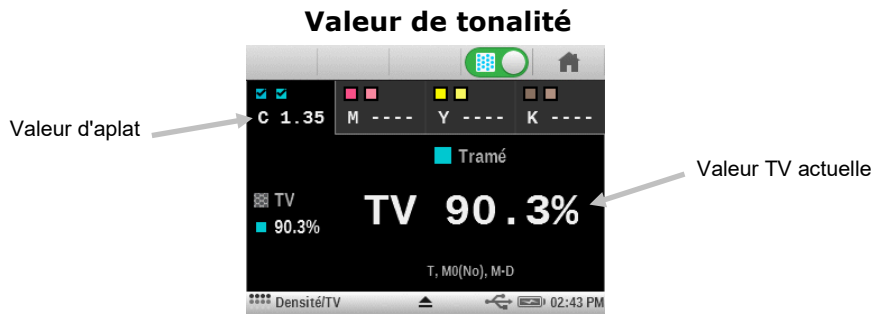 Valeur de tonalité
C 1.35 M ---- Y ---- K ----
Valeur d'aplat
Tramé
Valeur TV actuelle
TV
90.3%
TV 90.3%
T, M0(No), M-D
Densité/TV 02:43 PM